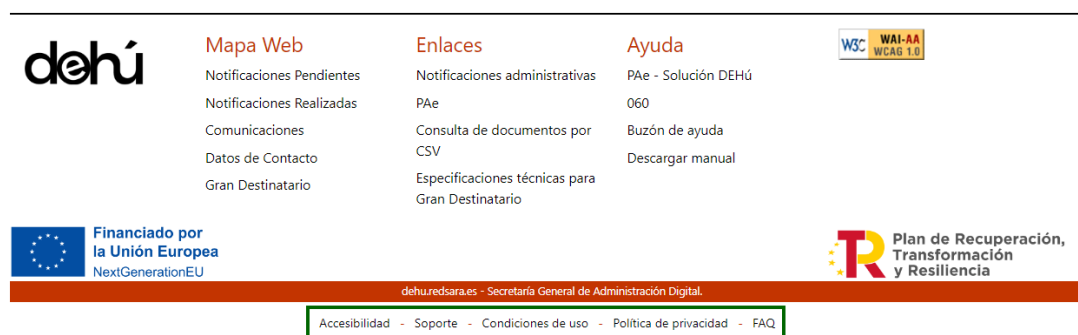 dehú
Mapa Web
Notificaciones Pendientes
Notificaciones Realizadas
Comunicaciones
Datos de Contacto
Gran Destinatario
Enlaces
Notificaciones administrativas
PAe
Consulta de documentos por
CSV
Especificaciones técnicas para
Gran Destinatario
Ayuda
PAe - Solución DEHú
060
Buzón de ayuda
Descargar manual
W3C WAI-AA
WCAG 1.0
Financiado por
la Unión Europea
NextGenerationEU
R
Plan de Recuperación,
Transformación
y Resiliencia
dehu.redsara.es - Secretaría General de Administración Digital.
Accesibilidad - Soporte - Condiciones de uso - Política de privacidad - FAQ